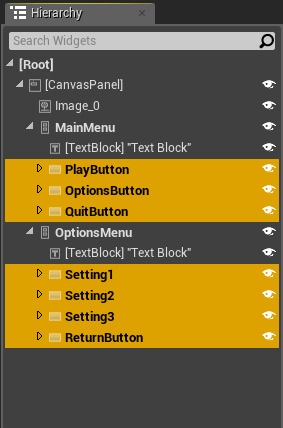 Hierarchy
Search Widgets
[Root]
[CanvasPanel]
Image_0
MainMenu
[TextBlock] "Text Block"
PlayButton
OptionsButton
QuitButton
OptionsMenu
[TextBlock] "Text Block"
Setting1
Setting2
Setting3
ReturnButton